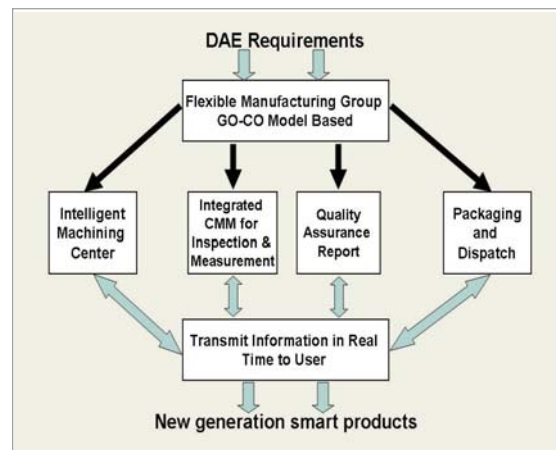 DAE Requirements
Flexible Manufacturing Group
GO-CO Model Based
Intelligent
Machining
Center
Integrated
CMM for
Inspection &
Measurement
Quality
Assurance
Report
Packaging
and
Dispatch
Transmit Information in Real
Time to User
New generation smart products